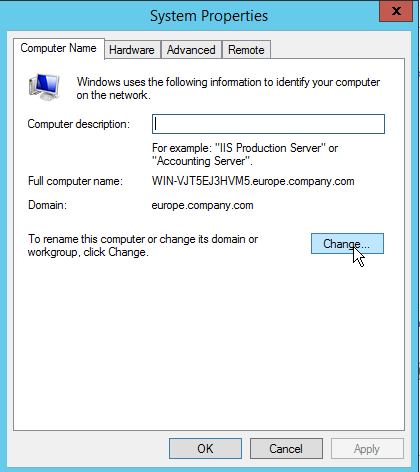 System Properties
x
Computer Name
Hardware
Advanced
Remote
Windows uses the following information to identify your computer
on the network.
Computer description:
For example: "IIS Production Server" or
"Accounting Server".
Full computer name:
WIN-VJT5EJ3HVM5.europe.company.com
Domain:
europe.company.com
To rename this computer or change its domain or
workgroup, click Change.
Change...
OK
Cancel
Apply